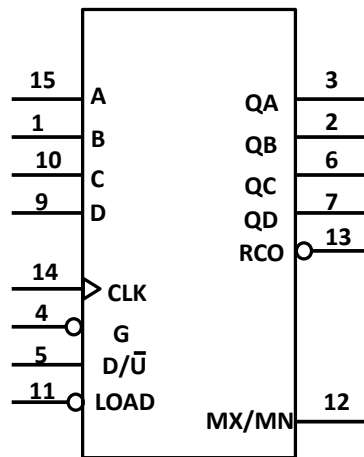 15 A QA 3
1 B QB 2
10 C QC 6
9 D QD 7
RCO 13
14 CLK
4 G
5 D/U̅
11 LOAD
MX/MN 12